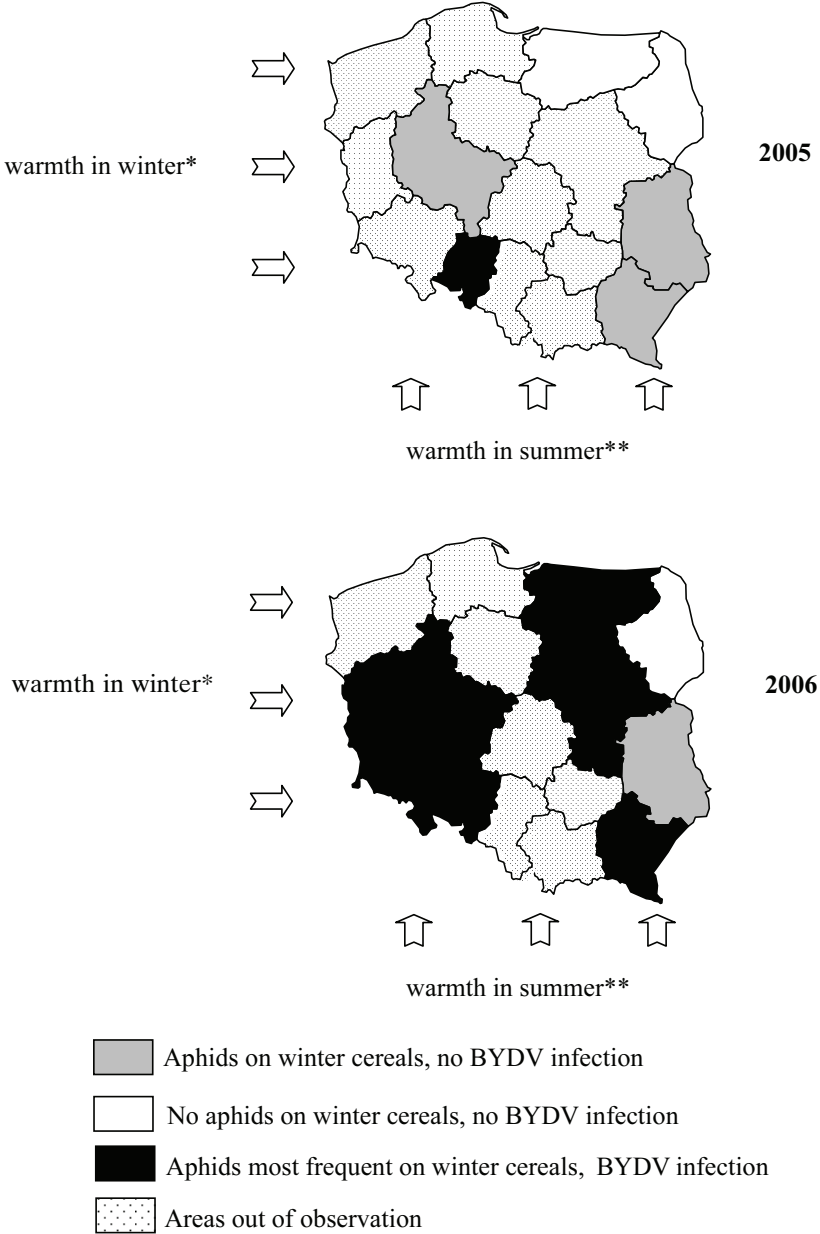 2005
warmth in winter*
warmth in summer**
2006
warmth in winter*
warmth in summer**
Aphids on winter cereals, no BYDV infection
No aphids on winter cereals, no BYDV infection
Aphids most frequent on winter cereals, BYDV infection
Areas out of observation